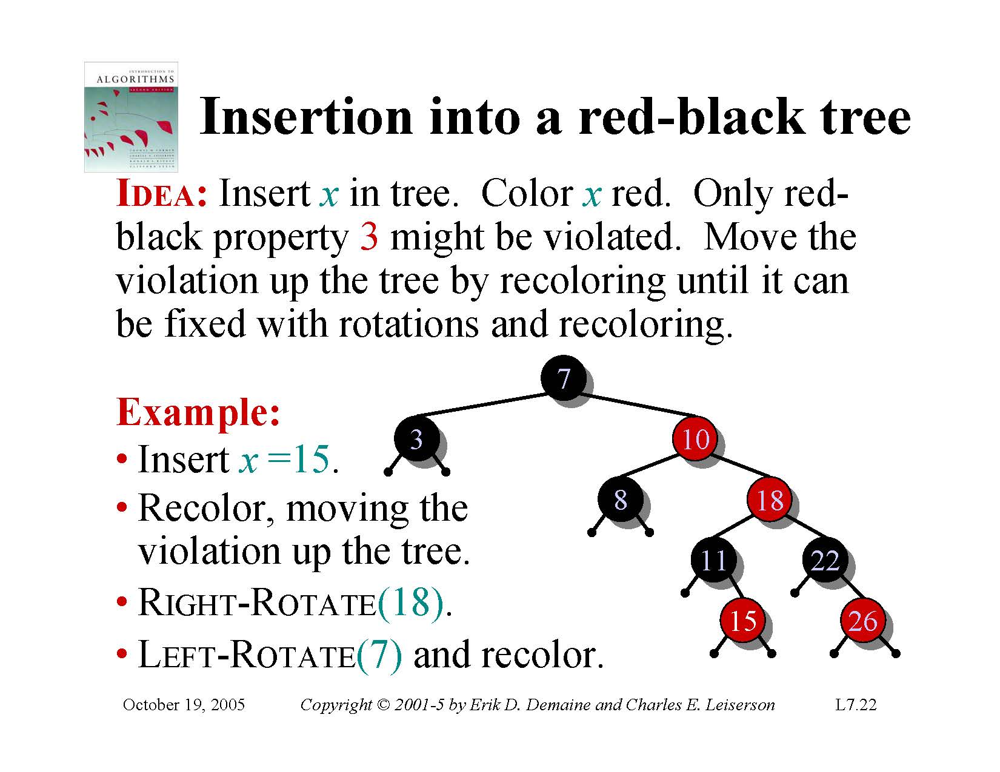 INTRODUCTION TO
ALGORITHMS
SECOND EDITION
THOMAS H. CORMEN
CHARLES E. LEISERSON
RONALD L. RIVEST
CLIFFORD STEIN
Insertion into a red-black tree
IDEA: Insert x in tree. Color x red. Only red-
black property 3 might be violated. Move the
violation up the tree by recoloring until it can
be fixed with rotations and recoloring.
Example:
• Insert x =15.
• Recolor, moving the
violation up the tree.
• RIGHT-ROTATE(18).
• LEFT-ROTATE(7) and recolor.
7
3 10
8 18
11 22
15 26
October 19, 2005 Copyright © 2001-5 by Erik D. Demaine and Charles E. Leiserson L7.22